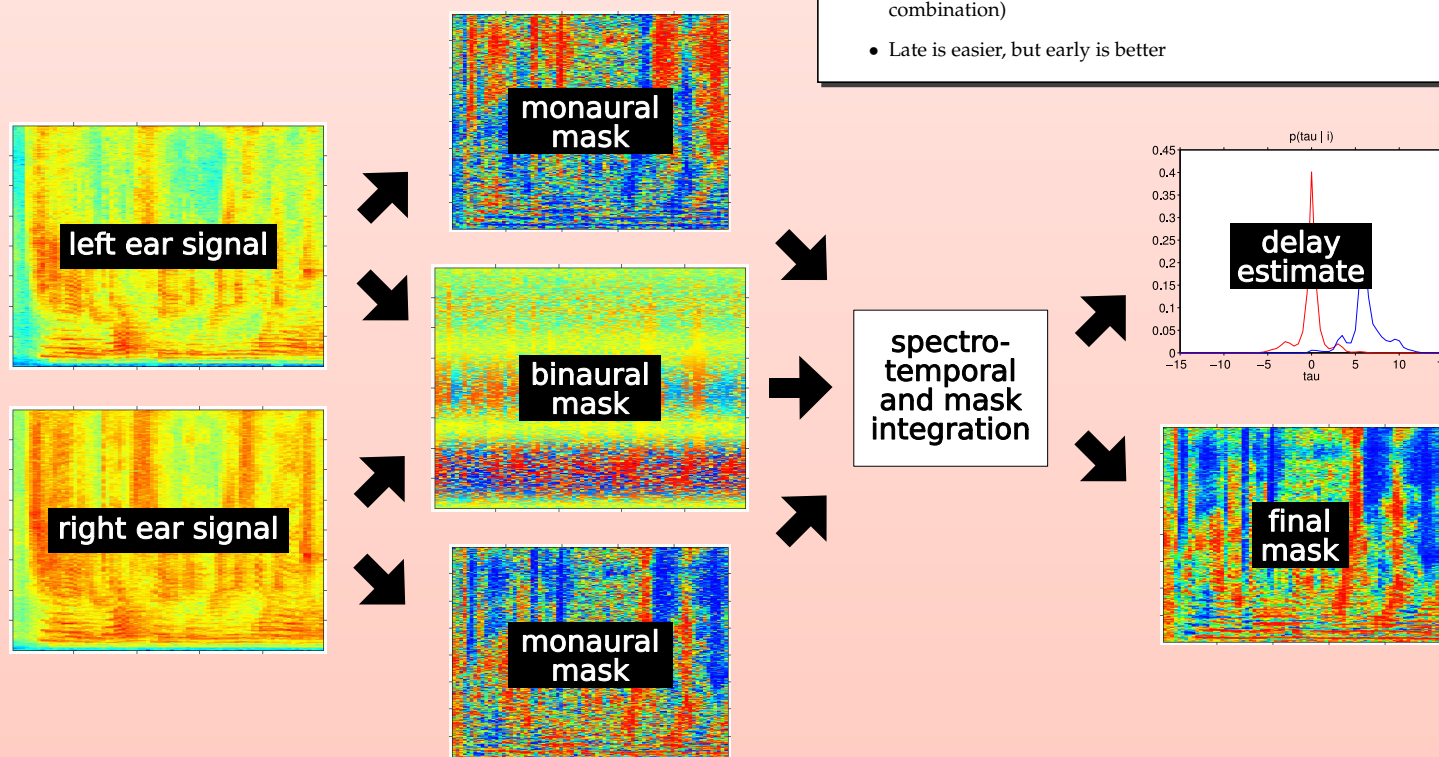 combination)
• Late is easier, but early is better
left ear signal
right ear signal
monaural
mask
binaural
mask
monaural
mask
spectro-
temporal
and mask
integration
p(tau | i)
0.45
0.4
0.35
0.3
0.25
0.2
0.15
0.1
0.05
0
−15 −10 −5 0 5 10
tau
delay
estimate
final
mask